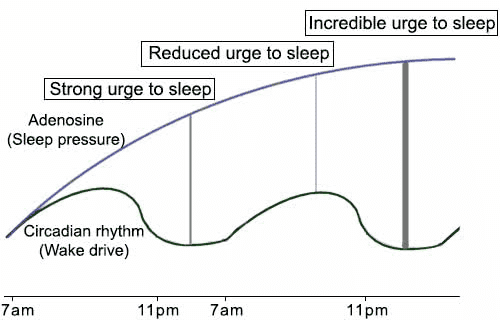 Incredible urge to sleep
Reduced urge to sleep
Strong urge to sleep
Adenosine
(Sleep pressure)
Circadian rhythm
(Wake drive)
7am 11pm 7am 11pm